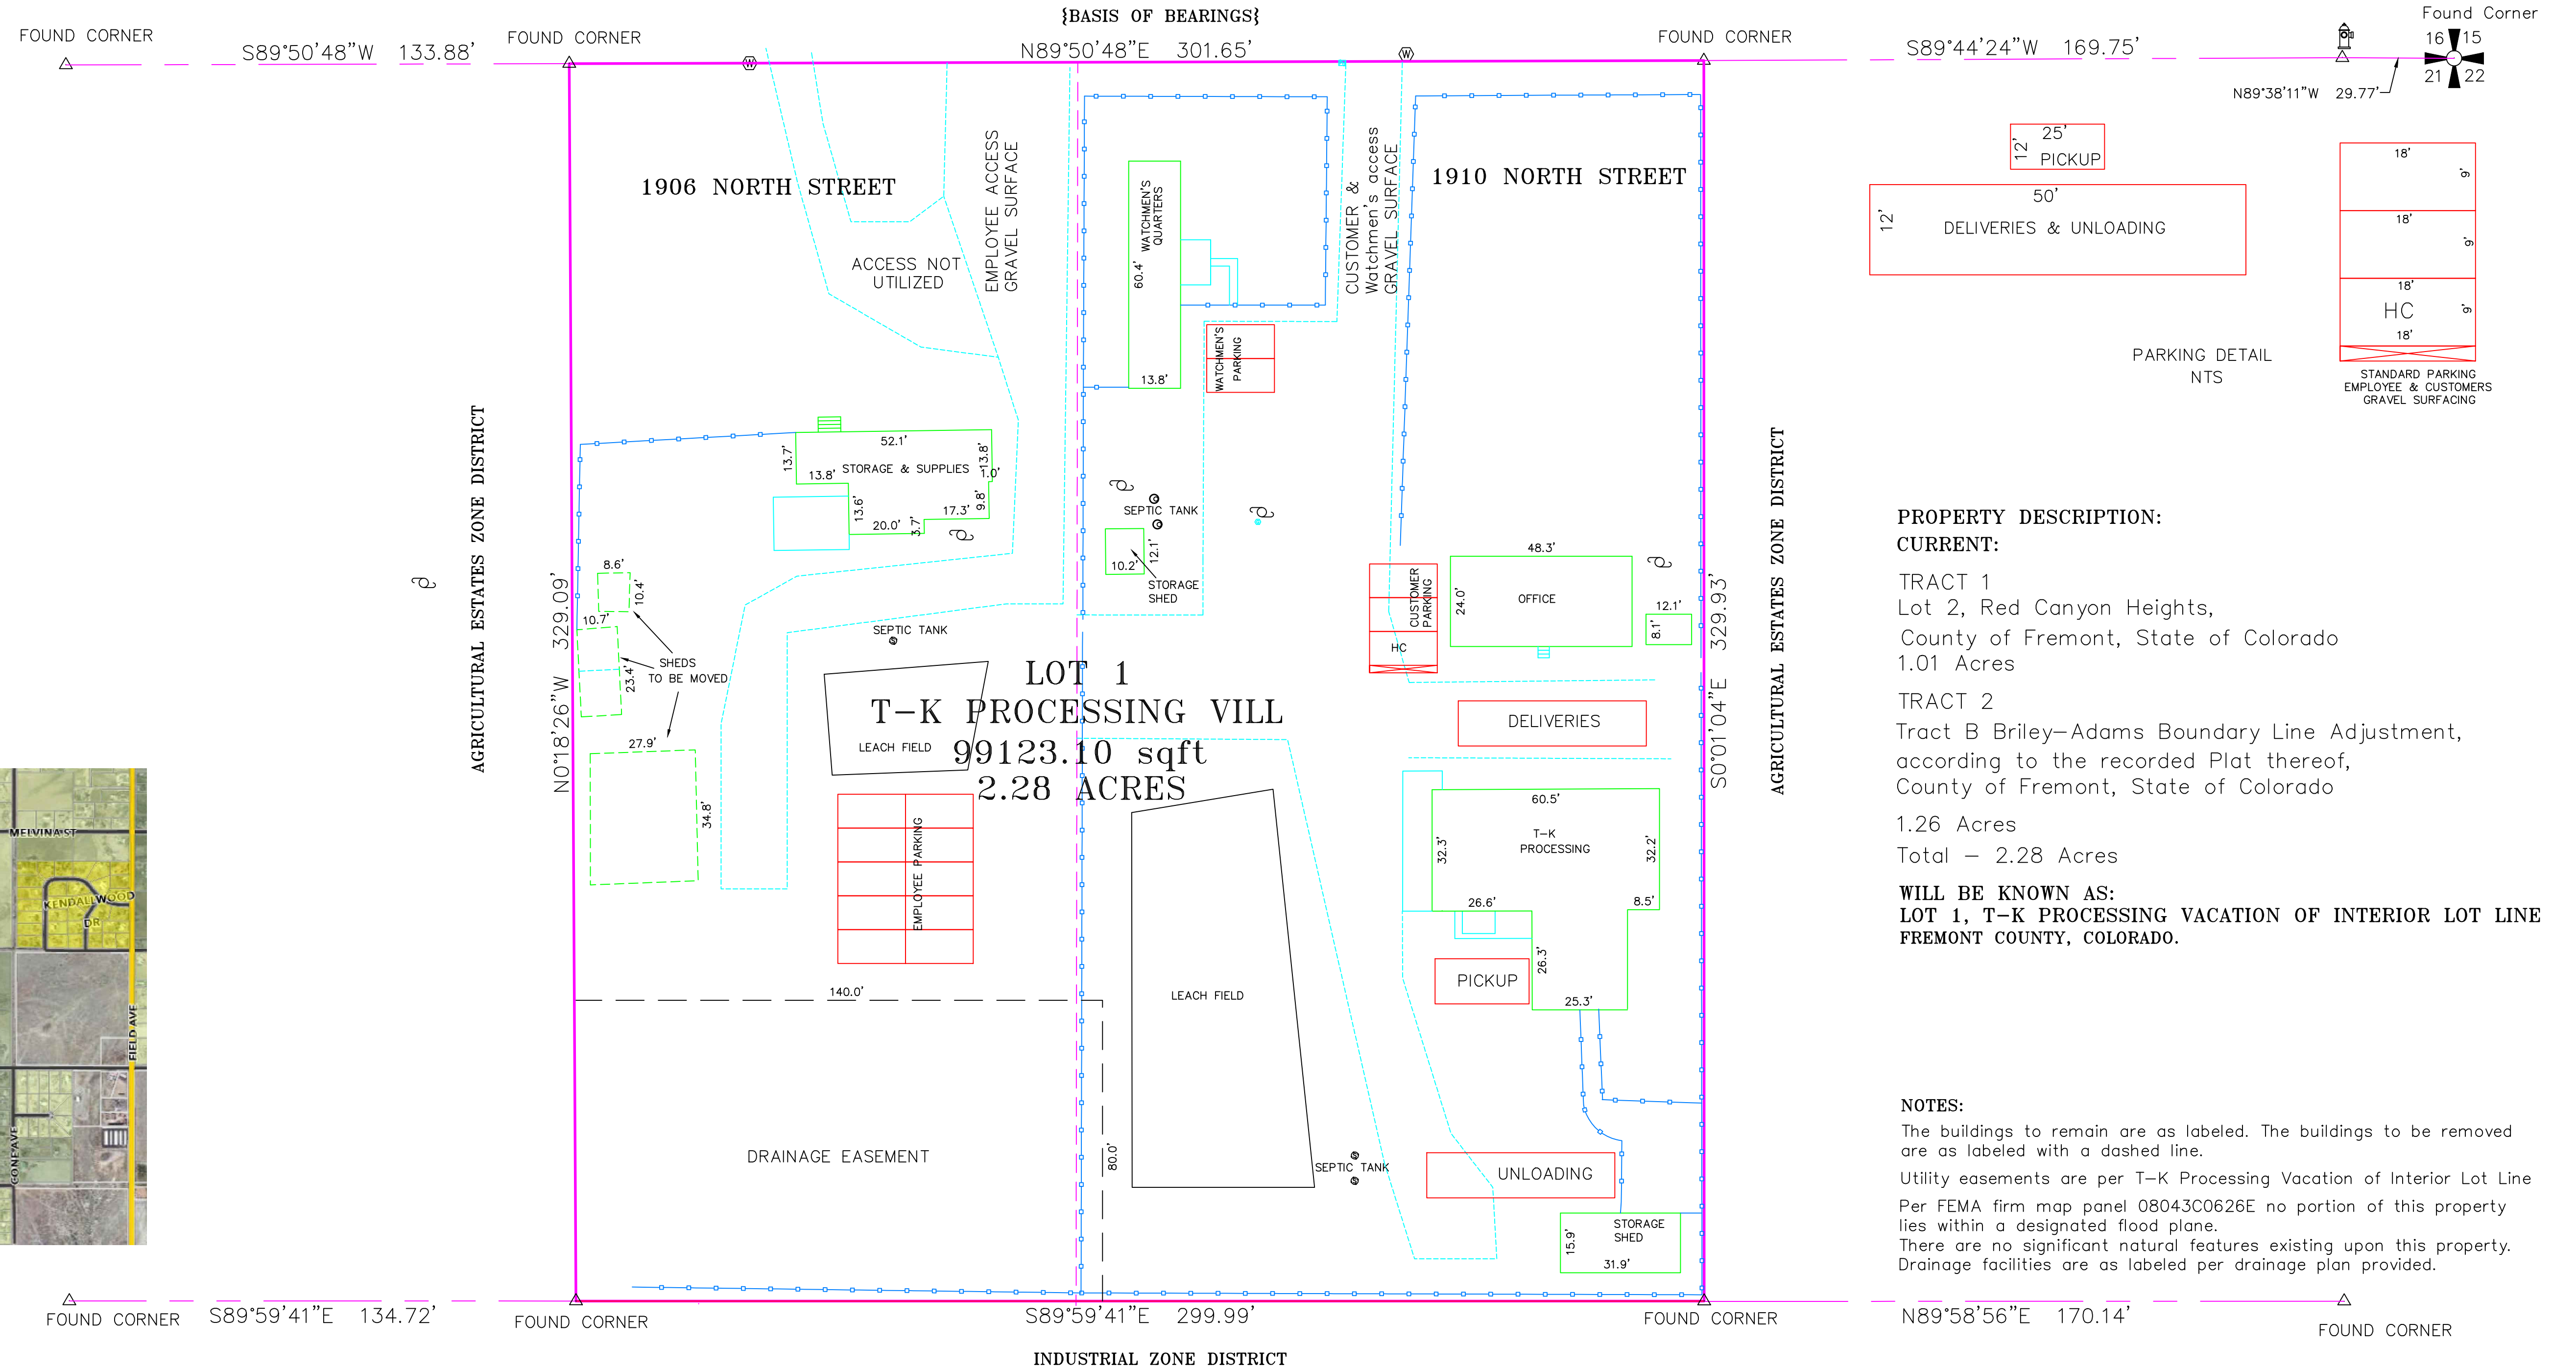 {BASIS OF BEARINGS}
FOUND CORNER
S89°50'48"W 133.88'
FOUND CORNER
N89°50'48"E 301.65'
FOUND CORNER
S89°44'24"W 169.75'
Found Corner
16 15
21 22
N89°38'11"W 29.77'
W
W
1906 NORTH STREET
ACCESS NOT
UTILIZED
EMPLOYEE ACCESS
GRAVEL SURFACE
WATCHMEN'S
QUARTERS
60.4'
13.8'
WATCHMEN'S
PARKING
CUSTOMER &
Watchmen's access
GRAVEL SURFACE
1910 NORTH STREET
25'
12'
PICKUP
50'
12'
DELIVERIES & UNLOADING
18'
9'
18'
9'
18'
9'
HC
18'
PARKING DETAIL
NTS
STANDARD PARKING
EMPLOYEE & CUSTOMERS
GRAVEL SURFACING
AGRICULTURAL ESTATES ZONE DISTRICT
N0°18'26"W 329.09'
52.1'
13.7'
13.8'
STORAGE & SUPPLIES
13.8'
1.0'
13.6'
9.8'
17.3'
20.0'
3.7'
SEPTIC TANK
12.1'
10.2'
STORAGE
SHED
8.6'
10.4'
10.7'
23.4'
SHEDS
TO BE MOVED
27.9'
34.8'
SEPTIC TANK
LEACH FIELD
LOT 1
T-K PROCESSING VILL
99123.10 sqft
2.28 ACRES
EMPLOYEE PARKING
CUSTOMER
PARKING
HC
48.3'
24.0'
OFFICE
12.1'
8.1'
DELIVERIES
60.5'
T-K
PROCESSING
32.3'
32.2'
26.6'
8.5'
26.3'
25.3'
PICKUP
LEACH FIELD
140.0'
80.0'
DRAINAGE EASEMENT
SEPTIC TANK
UNLOADING
STORAGE
SHED
15.9'
31.9'
S0°01'04"E 329.93'
AGRICULTURAL ESTATES ZONE DISTRICT
PROPERTY DESCRIPTION:
CURRENT:
TRACT 1
Lot 2, Red Canyon Heights,
County of Fremont, State of Colorado
1.01 Acres
TRACT 2
Tract B Briley-Adams Boundary Line Adjustment,
according to the recorded Plat thereof,
County of Fremont, State of Colorado
1.26 Acres
Total - 2.28 Acres
WILL BE KNOWN AS:
LOT 1, T-K PROCESSING VACATION OF INTERIOR LOT LINE
FREMONT COUNTY, COLORADO.
NOTES:
The buildings to remain are as labeled. The buildings to be removed
are as labeled with a dashed line.
Utility easements are per T-K Processing Vacation of Interior Lot Line
Per FEMA firm map panel 08043C0626E no portion of this property
lies within a designated flood plane.
There are no significant natural features existing upon this property.
Drainage facilities are as labeled per drainage plan provided.
MELVINA ST
KENDALLWOOD
DR
FIELD AVE
CONE AVE
FOUND CORNER
S89°59'41"E 134.72'
FOUND CORNER
S89°59'41"E 299.99'
FOUND CORNER
N89°58'56"E 170.14'
FOUND CORNER
INDUSTRIAL ZONE DISTRICT